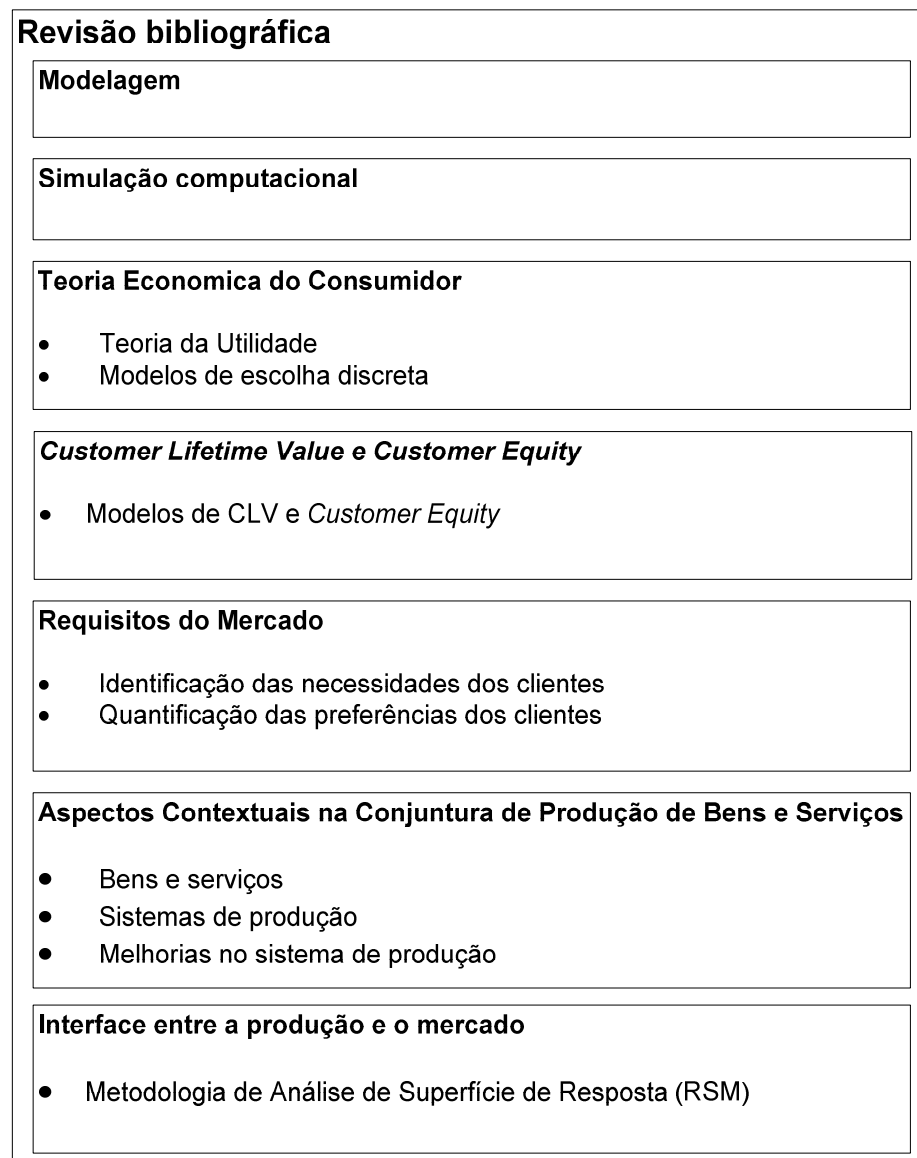 Revisão bibliográfica
Modelagem
Simulação computacional
Teoria Economica do Consumidor
• Teoria da Utilidade
• Modelos de escolha discreta
Customer Lifetime Value e Customer Equity
• Modelos de CLV e Customer Equity
Requisitos do Mercado
• Identificação das necessidades dos clientes
• Quantificação das preferências dos clientes
Aspectos Contextuais na Conjuntura de Produção de Bens e Serviços
• Bens e serviços
• Sistemas de produção
• Melhorias no sistema de produção
Interface entre a produção e o mercado
• Metodologia de Análise de Superfície de Resposta (RSM)